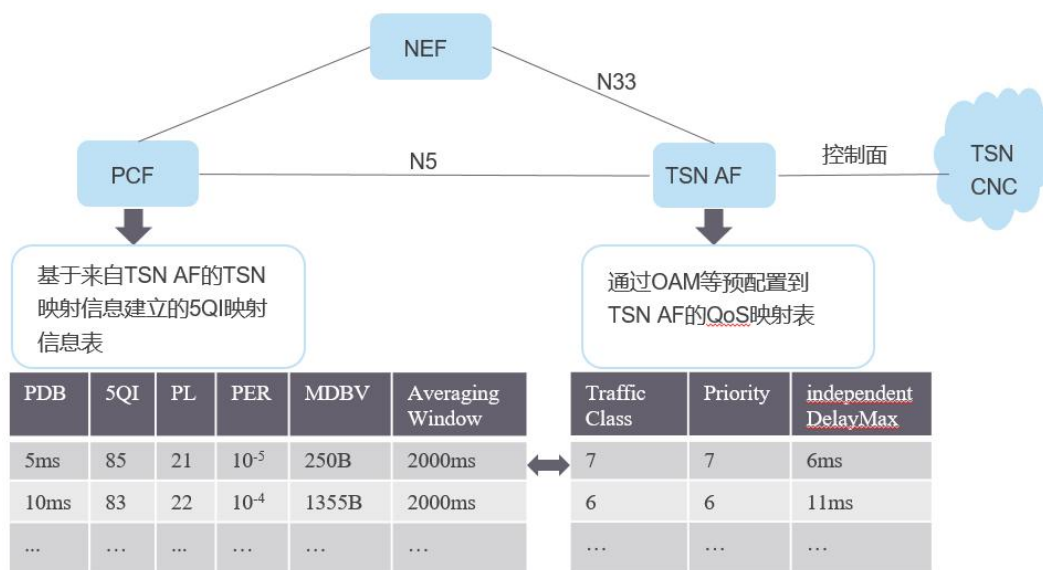 NEF
N33
PCF
N5
TSN AF
控制面
TSN
CNC
基于来自TSN AF的TSN
映射信息建立的5QI映射
信息表
通过OAM等预配置到
TSN AF的QoS映射表
PDB 5QI PL PER MDBV Averaging
Window
5ms 85 21 10⁻⁵ 250B 2000ms
10ms 83 22 10⁻⁴ 1355B 2000ms
... ... ... ... ... ...
Traffic
Class Priority independent
DelayMax
7 7 6ms
6 6 11ms
... ... ...